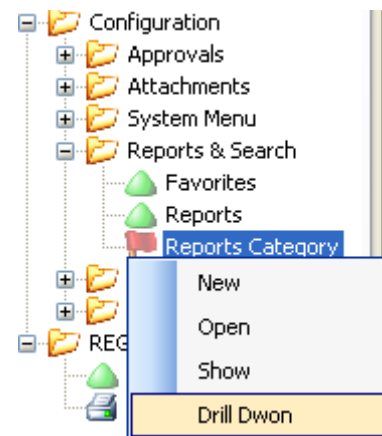 Configuration
Approvals
Attachments
System Menu
Reports & Search
Favorites
Reports
Reports Category
New
Open
REG
Show
Drill Dwon